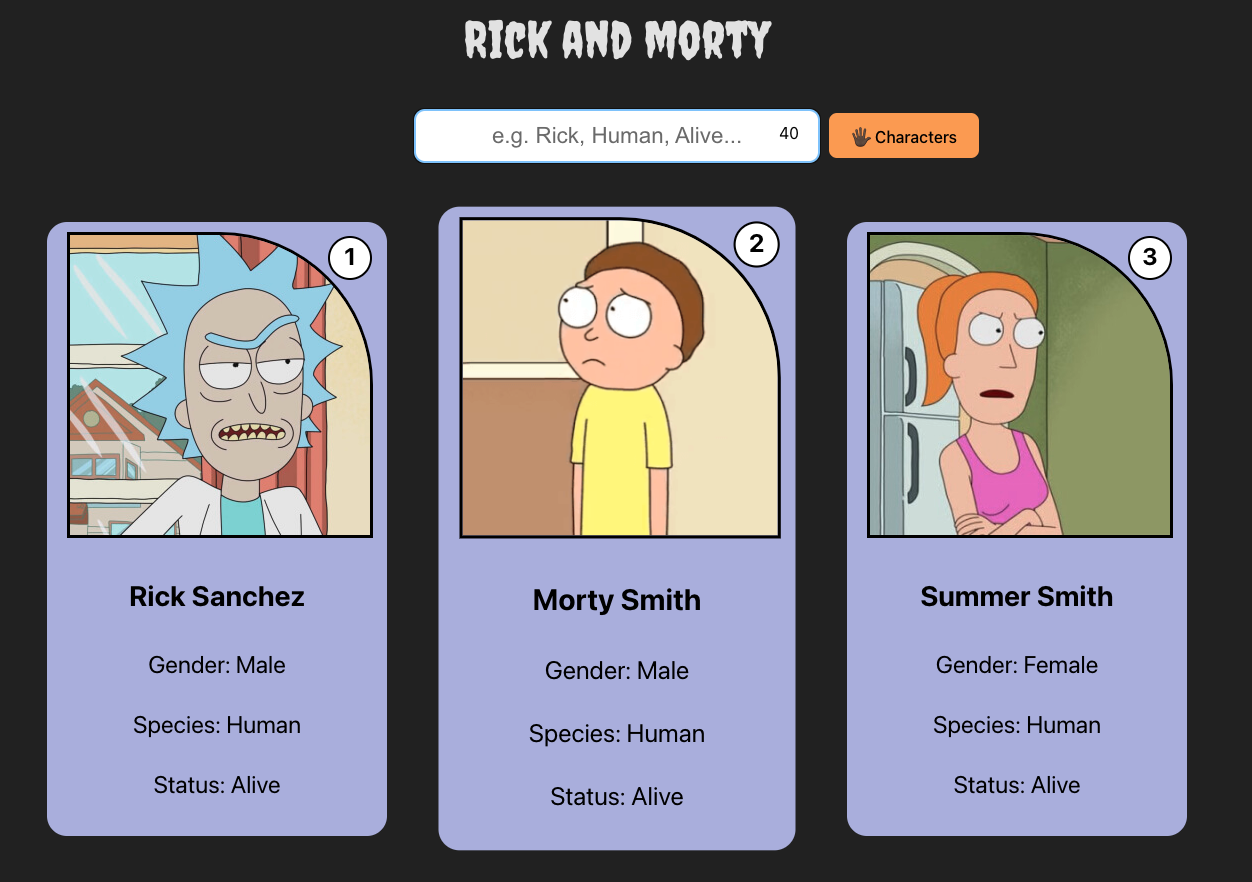 RICK AND MORTY
e.g. Rick, Human, Alive... 40
🖐 Characters
1
2
3
Rick Sanchez
Gender: Male
Species: Human
Status: Alive
Morty Smith
Gender: Male
Species: Human
Status: Alive
Summer Smith
Gender: Female
Species: Human
Status: Alive